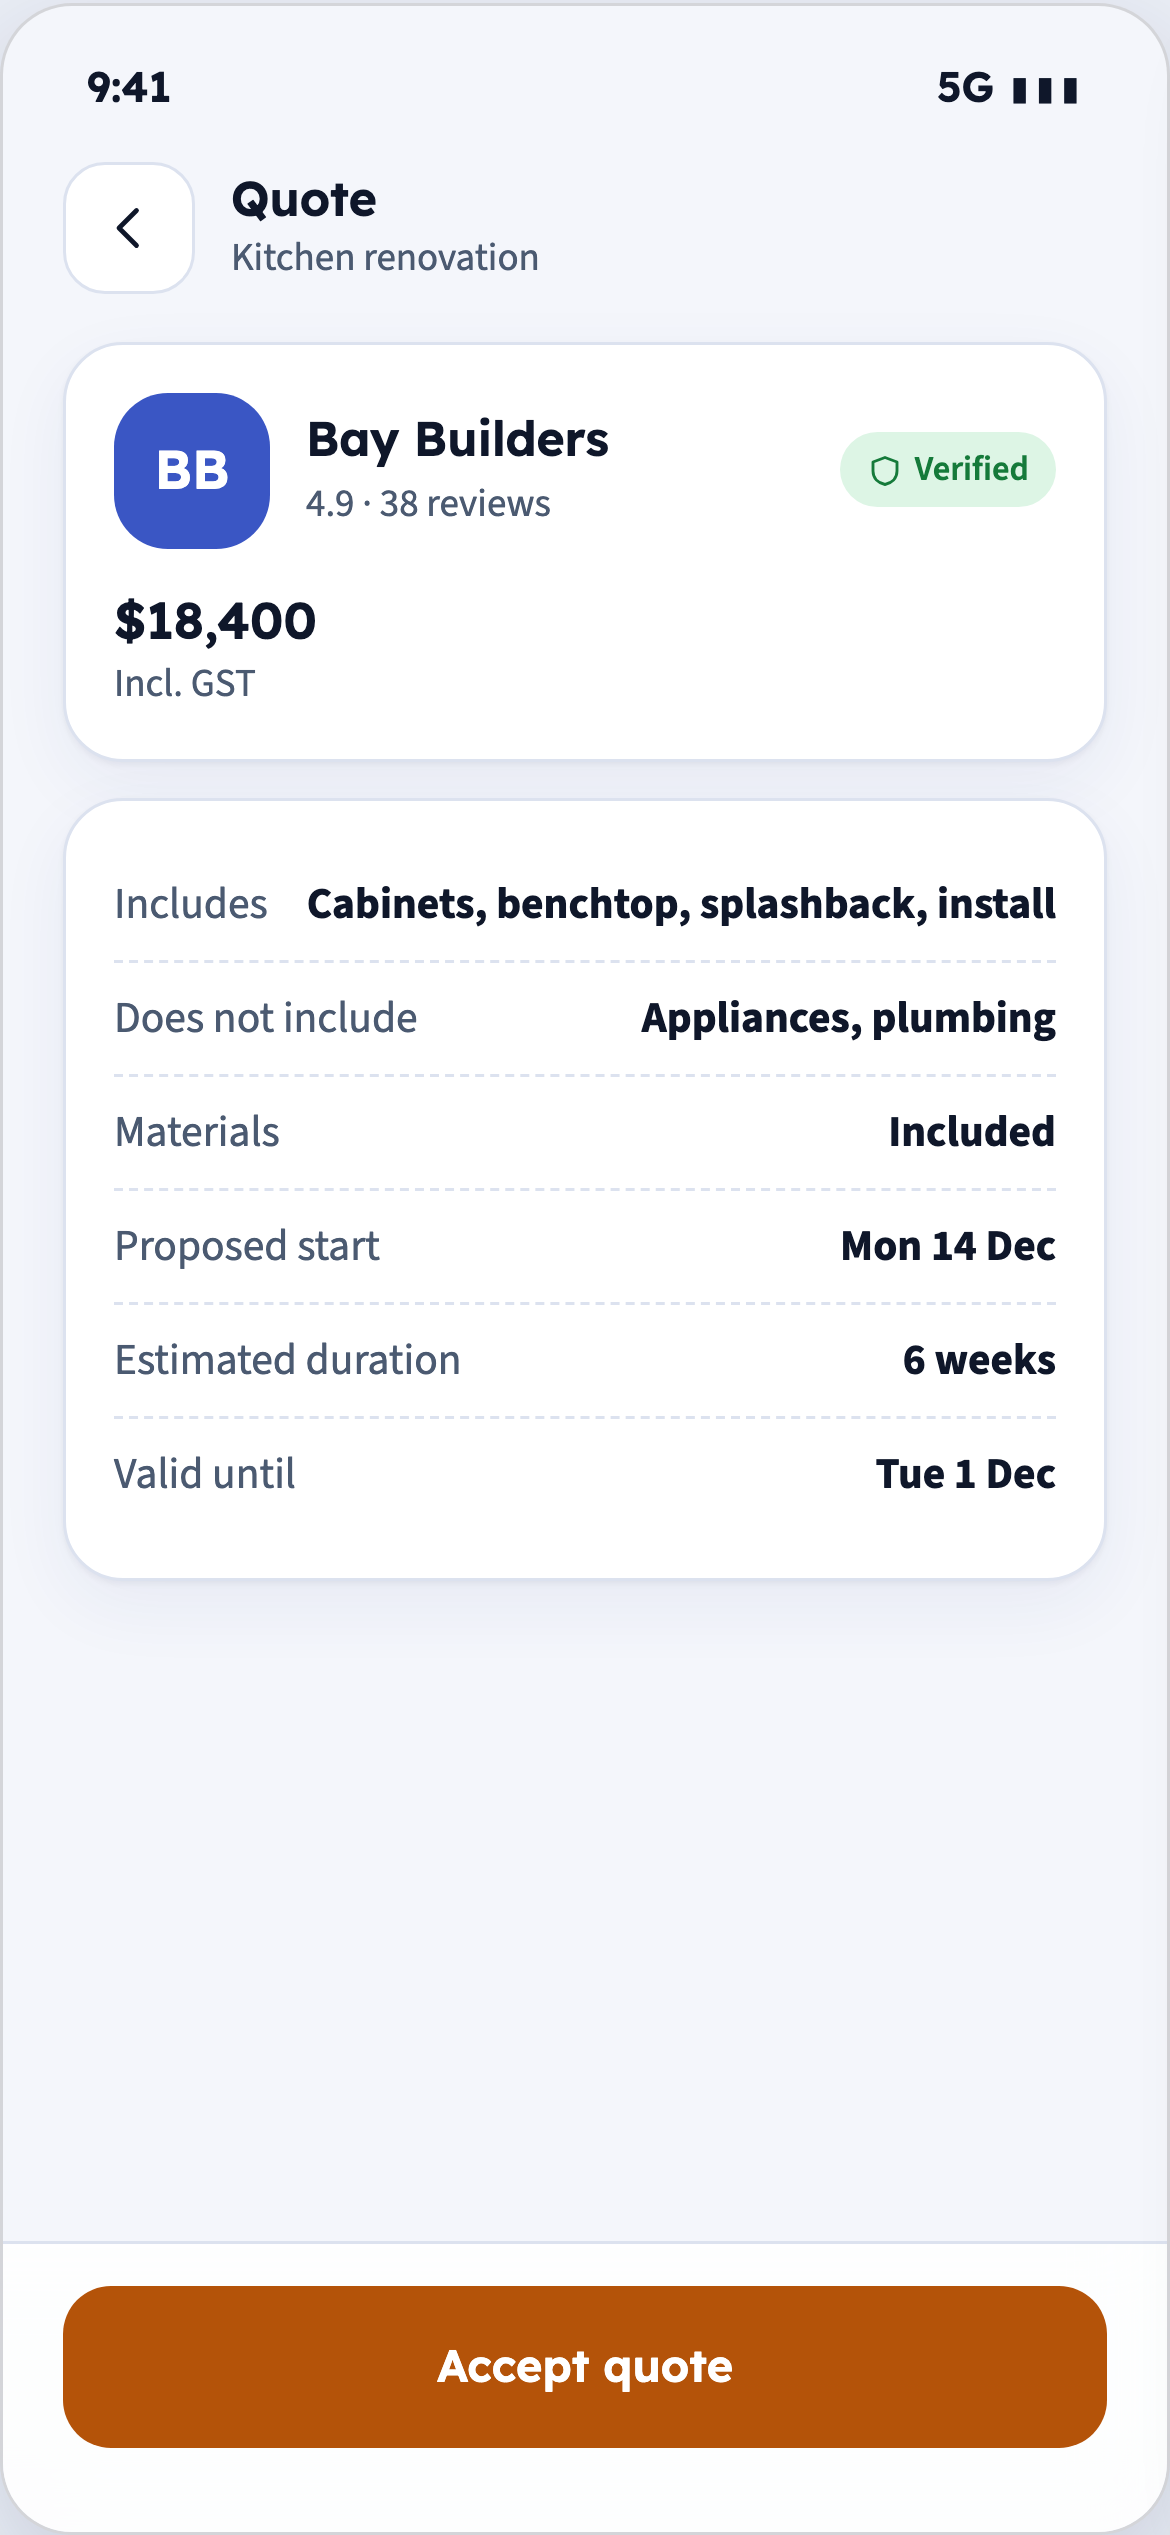 9:41 5G
Quote
Kitchen renovation
BB
Bay Builders
4.9 · 38 reviews
Verified
$18,400
Incl. GST
Includes Cabinets, benchtop, splashback, install
Does not include Appliances, plumbing
Materials Included
Proposed start Mon 14 Dec
Estimated duration 6 weeks
Valid until Tue 1 Dec
Accept quote